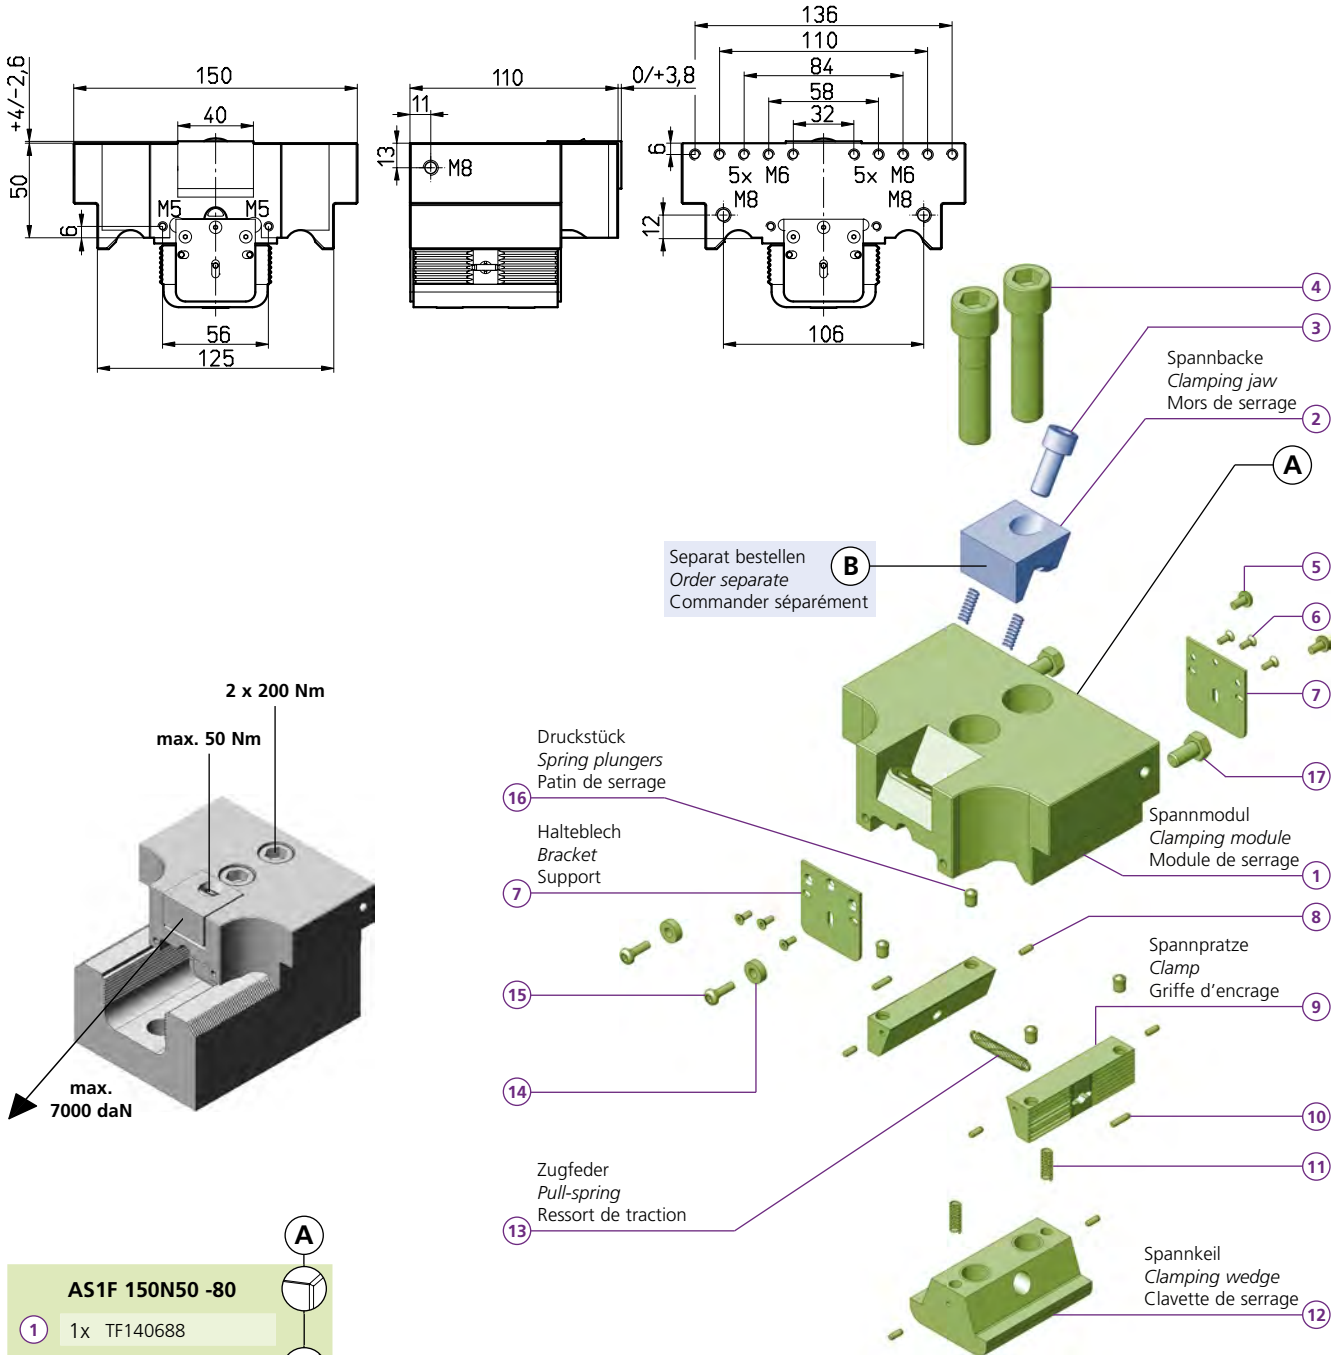 136
110
84
58
32
150
40
+4/-2,6
50
6
M5
M5
56
125
110
0/+3,8
11
13
M8
6
5x M6
5x M6
M8
M8
12
106
4
3
Spannbacke
Clamping jaw
Mors de serrage
2
A
Separat bestellen
Order separate
Commander séparément
B
5
6
7
17
2 x 200 Nm
max. 50 Nm
max.
7000 daN
Druckstück
Spring plungers
Patin de serrage
16
Halteblech
Bracket
Support
7
Spannmodul
Clamping module
Module de serrage
1
8
Spannpratze
Clamp
Griffe d'encrage
9
15
14
10
11
Zugfeder
Pull-spring
Ressort de traction
13
Spannkeil
Clamping wedge
Clavette de serrage
12
A
AS1F 150N50 -80
1 1x TF140688